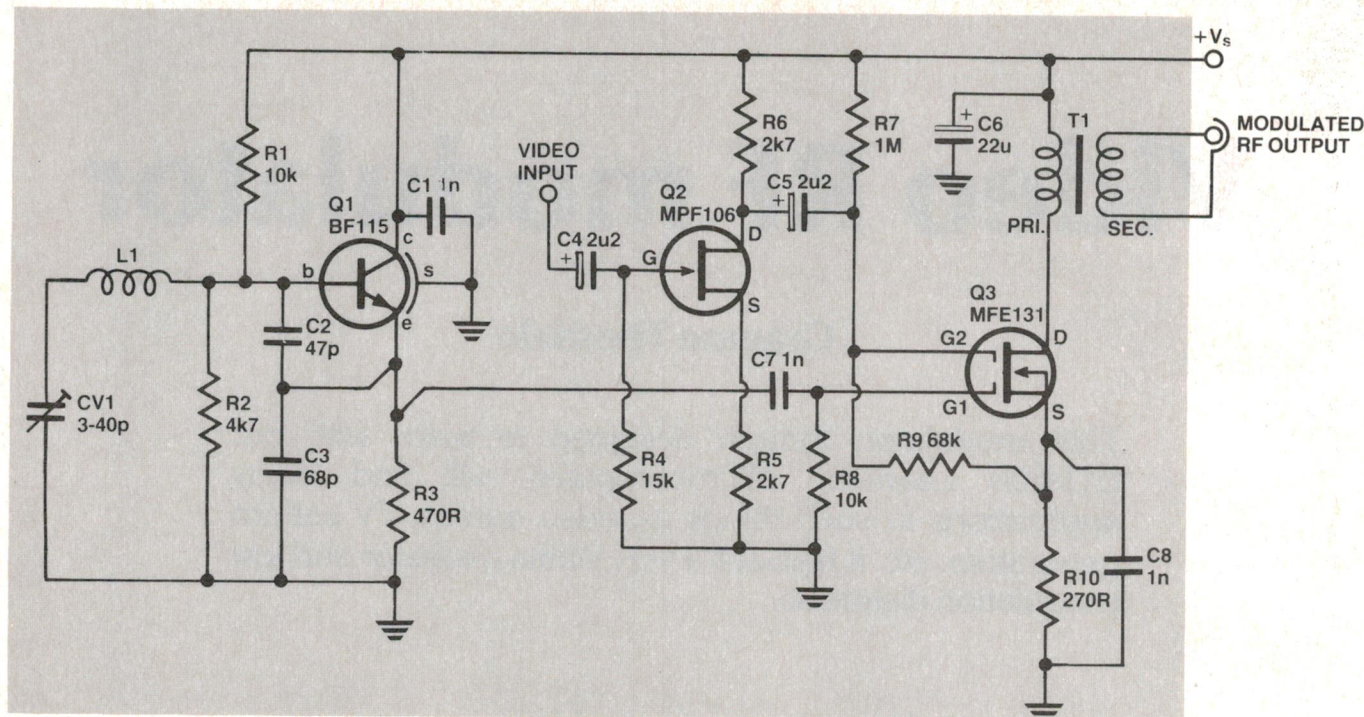 +Vs
MODULATED
RF OUTPUT
T1
PRI.
SEC.
+
C6
22u
R7
1M
R6
2k7
C5 2u2
+
VIDEO
INPUT
C4 2u2
+
Q2
MPF106
G
D
S
R1
10k
Q1
BF115
C1 1n
c
b
s
e
L1
C2
47p
CV1
3-40p
R2
4k7
C3
68p
R3
470R
R4
15k
R5
2k7
C7 1n
R8
10k
Q3
MFE131
G2
G1
D
S
R9 68k
R10
270R
C8
1n